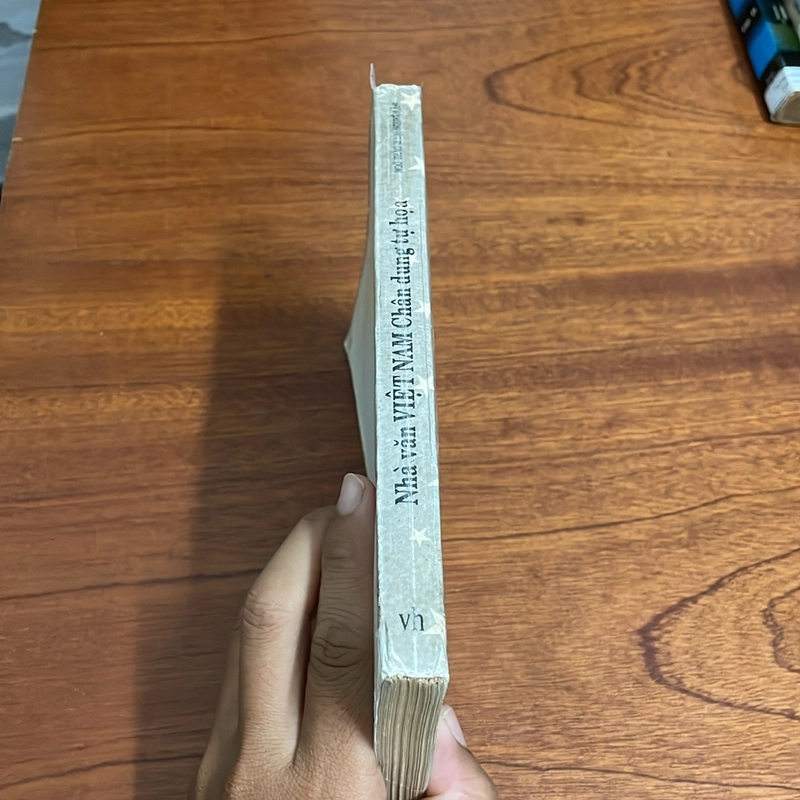 Nhà văn VIỆT NAM Chân dung tự họa
vh